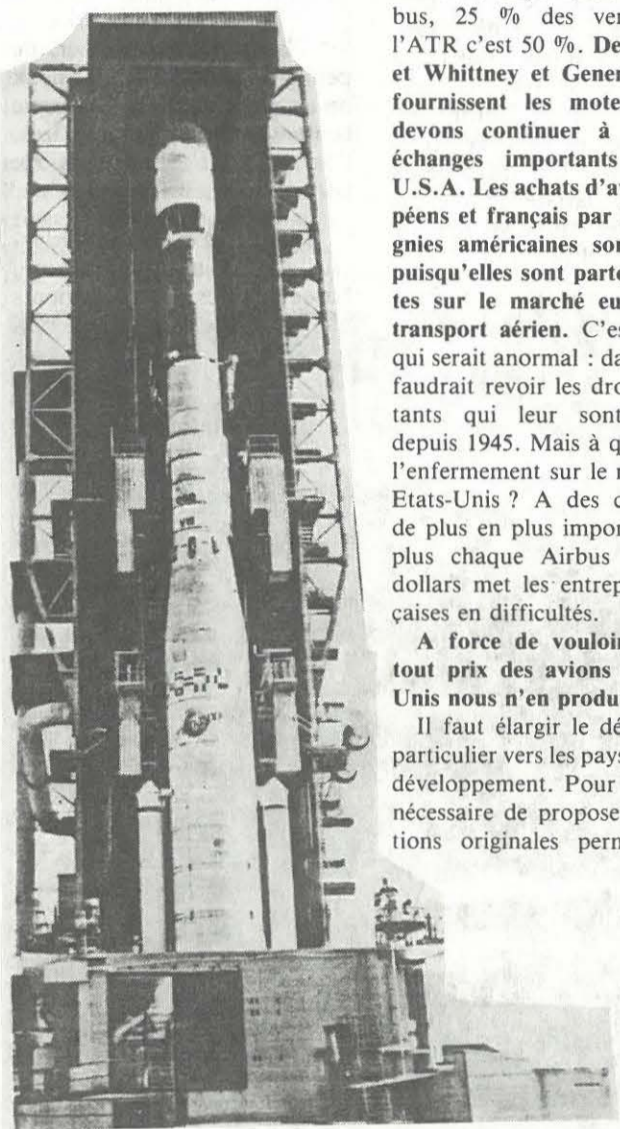 bus, 25 % des ver
l'ATR c'est 50 %. De
et Whittney et Gener
fournissent les mote
devons continuer à
échanges importants
U.S.A. Les achats d'av
péens et français par
gnies américaines son
puisqu'elles sont parte
tes sur le marché eu
transport aérien. C'es
qui serait anormal : da
faudrait revoir les dro
tants qui leur sont
depuis 1945. Mais à q
l'enfermement sur le r
Etats-Unis ? A des c
de plus en plus impor
plus chaque Airbus
dollars met les entrep
çaises en difficultés.
A force de vouloir
tout prix des avions
Unis nous n'en produ
Il faut élargir le dé
particulier vers les pays
développement. Pour
nécessaire de propose
tions originales pern